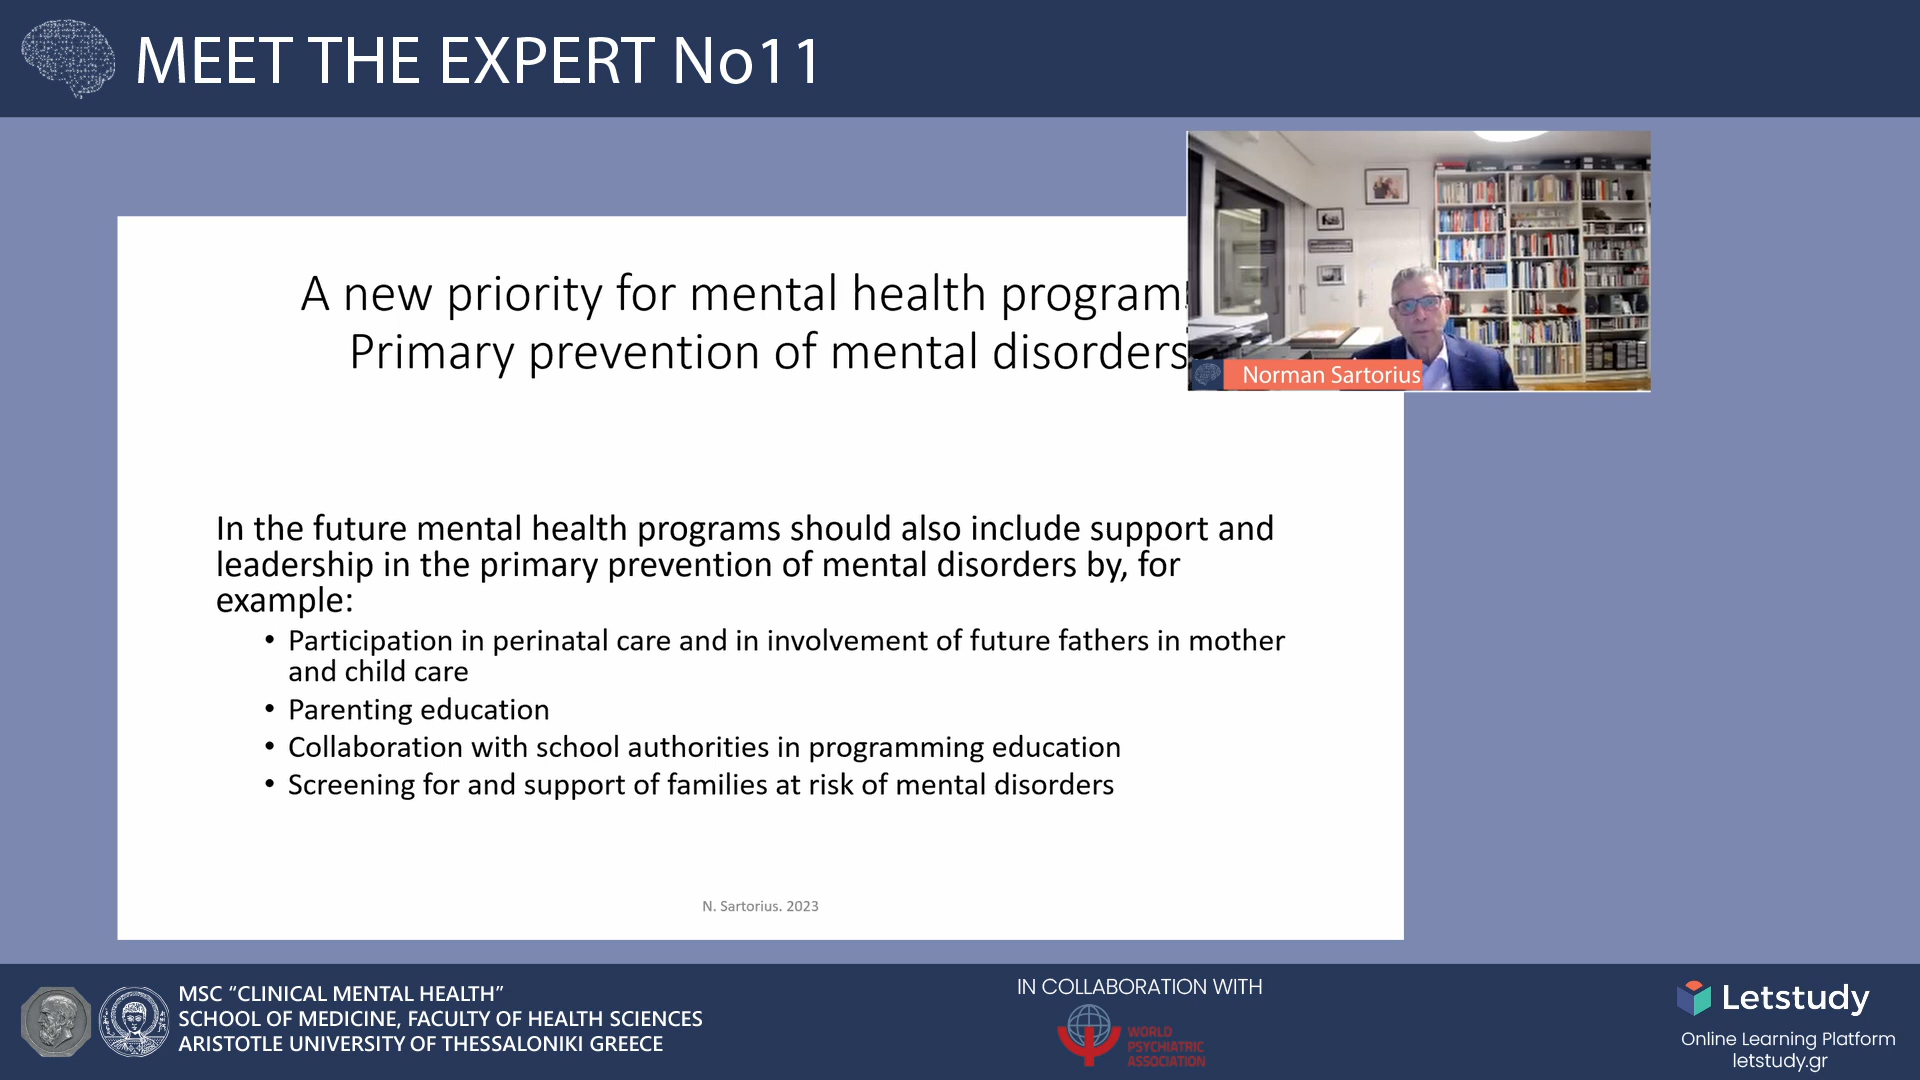 MEET THE EXPERT No11
A new priority for mental health program
Primary prevention of mental disorders
Norman Sartorius
In the future mental health programs should also include support and
leadership in the primary prevention of mental disorders by, for
example:
• Participation in perinatal care and in involvement of future fathers in mother
and child care
• Parenting education
• Collaboration with school authorities in programming education
• Screening for and support of families at risk of mental disorders
N. Sartorius. 2023
MSC “CLINICAL MENTAL HEALTH”
SCHOOL OF MEDICINE, FACULTY OF HEALTH SCIENCES
ARISTOTLE UNIVERSITY OF THESSALONIKI GREECE
IN COLLABORATION WITH
WORLD
PSYCHIATRIC
ASSOCIATION
Letstudy
Online Learning Platform
letstudy.gr